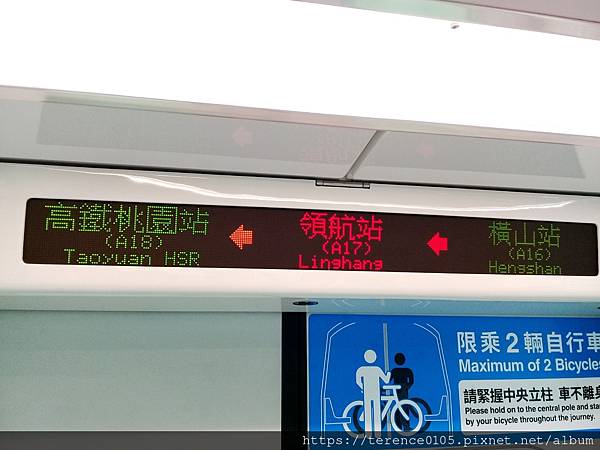 高鐵桃園站
(A18)
Taoyuan HSR
領航站
(A17)
Linghang
橫山站
(A16)
Hengshan
限乘2輛自行車
Maximum of 2 Bicycles
請緊握中央立柱 車不離身
Please hold on to the central pole and stay
by your bicycle throughout the journey.
https://terence0105.pixnet.net/album